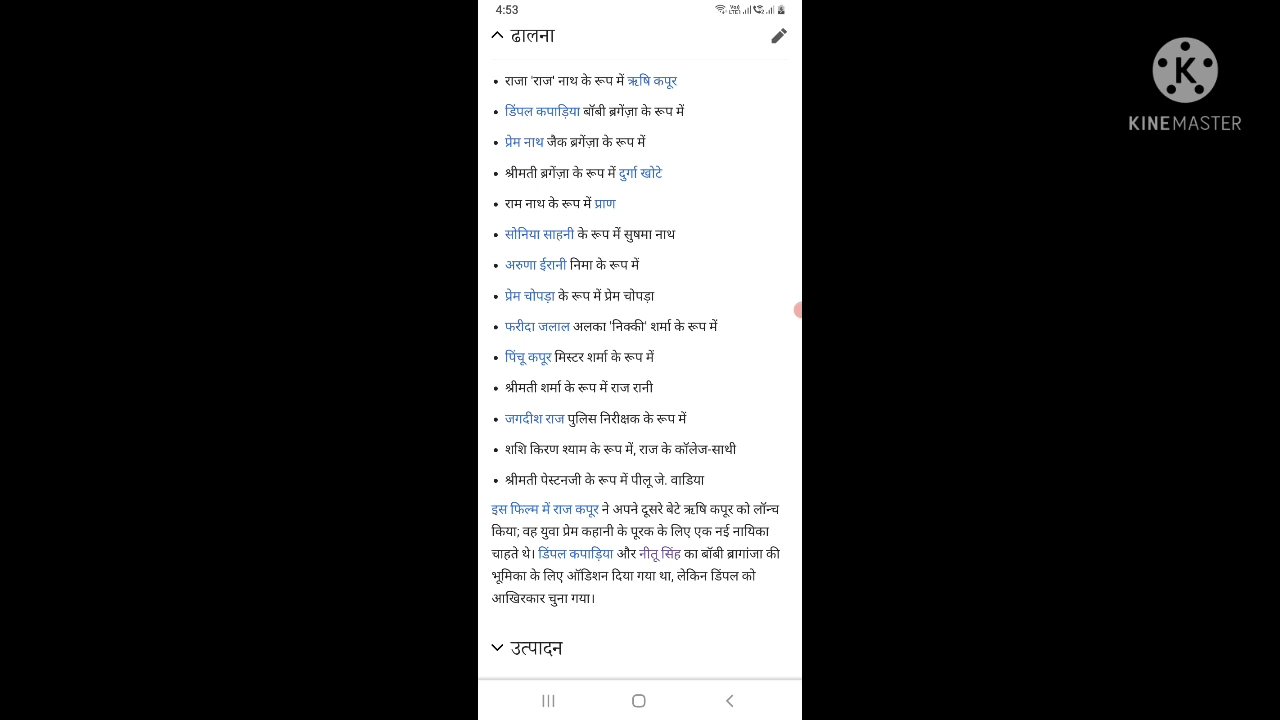 4:53
ढालना
राजा 'राज' नाथ के रूप में ऋषि कपूर
डिंपल कपाड़िया बॉबी ब्रगेंज़ा के रूप में
प्रेम नाथ जैक ब्रगेंज़ा के रूप में
श्रीमती ब्रगेंज़ा के रूप में दुर्गा खोटे
राम नाथ के रूप में प्राण
सोनिया साहनी के रूप में सुषमा नाथ
अरुणा ईरानी निमा के रूप में
प्रेम चोपड़ा के रूप में प्रेम चोपड़ा
फरीदा जलाल अलका 'निक्की' शर्मा के रूप में
पिंचू कपूर मिस्टर शर्मा के रूप में
श्रीमती शर्मा के रूप में राज रानी
जगदीश राज पुलिस निरीक्षक के रूप में
शशि किरण श्याम के रूप में, राज के कॉलेज-साथी
श्रीमती पेस्टनजी के रूप में पीलू जे. वाडिया
इस फिल्म में राज कपूर ने अपने दूसरे बेटे ऋषि कपूर को लॉन्च
किया; वह युवा प्रेम कहानी के पूरक के लिए एक नई नायिका
चाहते थे। डिंपल कपाड़िया और नीतू सिंह का बॉबी ब्रागांजा की
भूमिका के लिए ऑडिशन दिया गया था, लेकिन डिंपल को
आखिरकार चुना गया।
उत्पादन
K
KINEMASTER